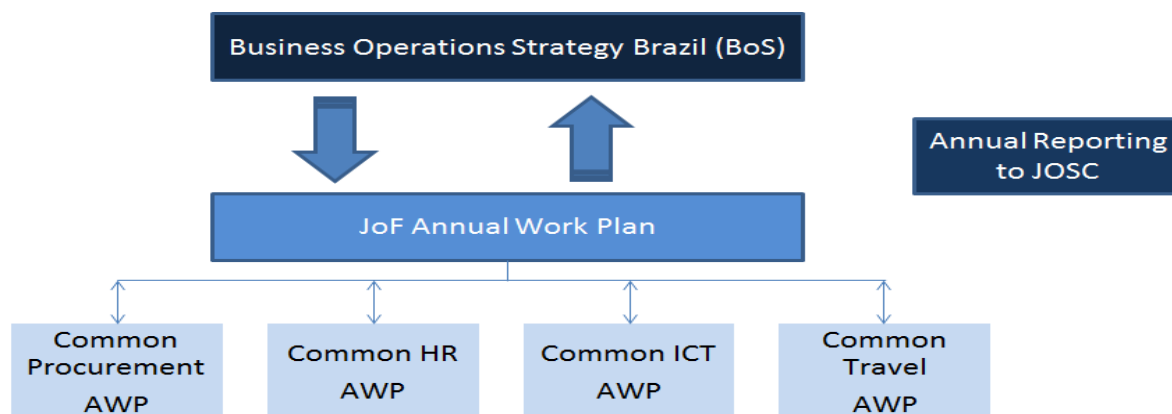 Business Operations Strategy Brazil (BoS)
Annual Reporting
to JOSC
JoF Annual Work Plan
Common
Procurement
AWP
Common HR
AWP
Common ICT
AWP
Common
Travel
AWP